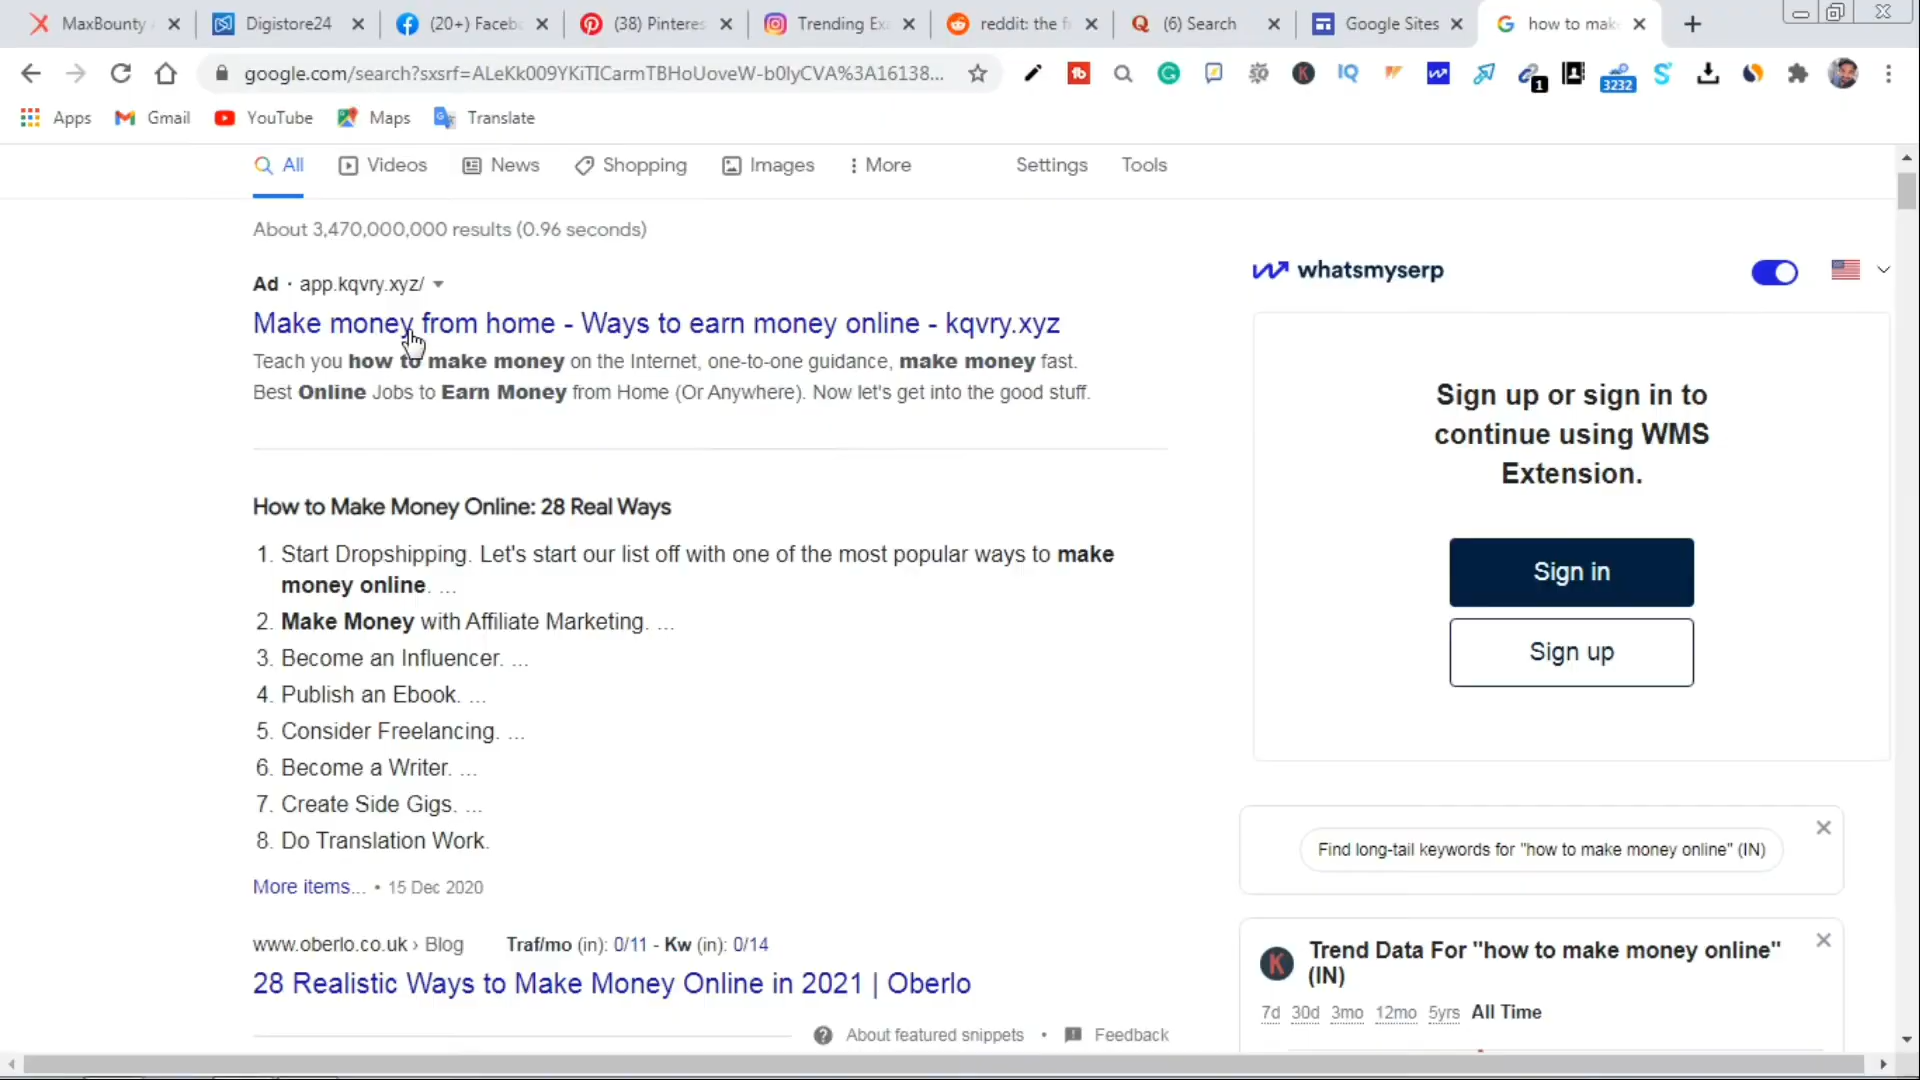 MaxBounty
Digistore24
(20+) Faceb
(38) Pinteres
Trending Ex
reddit: the f
(6) Search
Google Sites
how to mak
google.com/search?sxsrf=ALeKk009YKiTICarmTBHoUoveW-b0lyCVA%3A16138...
1
3232
Apps
Gmail
YouTube
Maps
Translate
All
Videos
News
Shopping
Images
More
Settings
Tools
About 3,470,000,000 results (0.96 seconds)
Ad · app.kqvry.xyz/
Make money from home - Ways to earn money online - kqvry.xyz
Teach you how to make money on the Internet, one-to-one guidance, make money fast.
Best Online Jobs to Earn Money from Home (Or Anywhere). Now let's get into the good stuff.
How to Make Money Online: 28 Real Ways
1. Start Dropshipping. Let's start our list off with one of the most popular ways to make
money online. ...
2. Make Money with Affiliate Marketing. ...
3. Become an Influencer. ...
4. Publish an Ebook. ...
5. Consider Freelancing. ...
6. Become a Writer. ...
7. Create Side Gigs. ...
8. Do Translation Work.
More items... • 15 Dec 2020
www.oberlo.co.uk › Blog Traf/mo (in): 0/11 - Kw (in): 0/14
28 Realistic Ways to Make Money Online in 2021 | Oberlo
About featured snippets • Feedback
whatsmyserp
Sign up or sign in to
continue using WMS
Extension.
Sign in
Sign up
Find long-tail keywords for "how to make money online" (IN)
Trend Data For "how to make money online"
(IN)
7d 30d 3mo 12mo 5yrs All Time